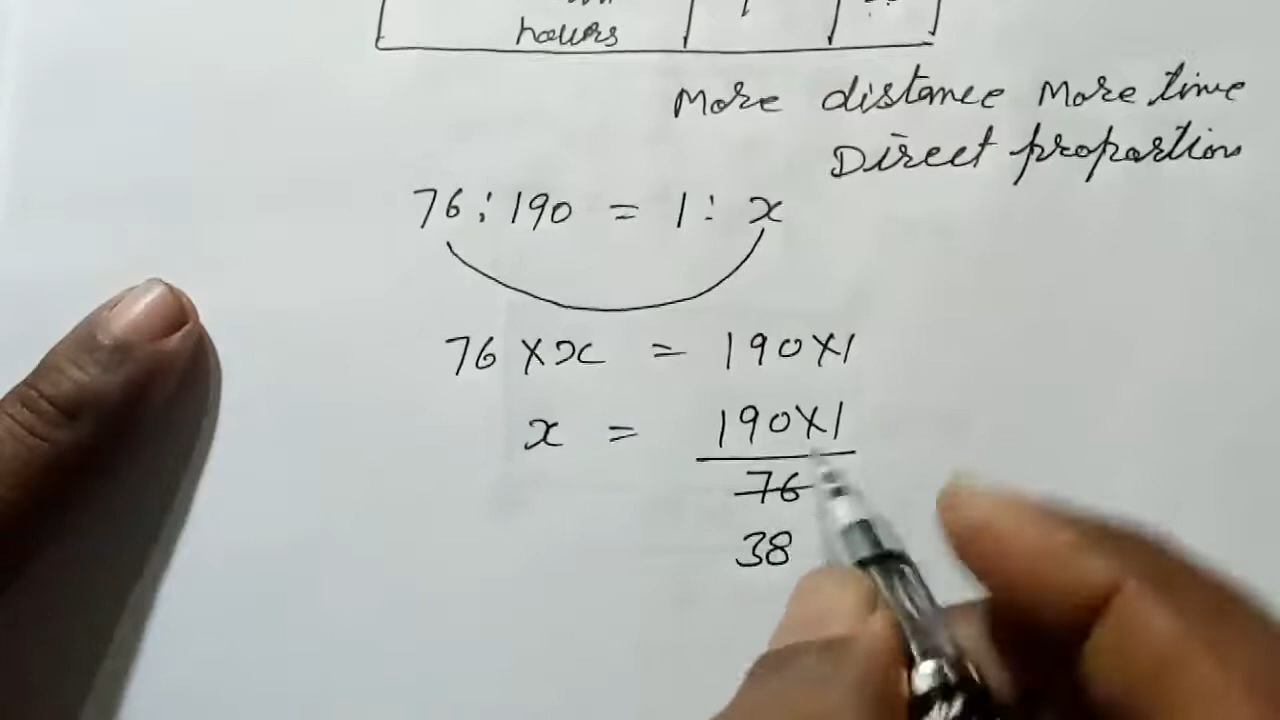 hours
More distance More time
Direct proportion
76 : 190 = 1 : x
76 × x = 190×1
x = 190×1
76
38